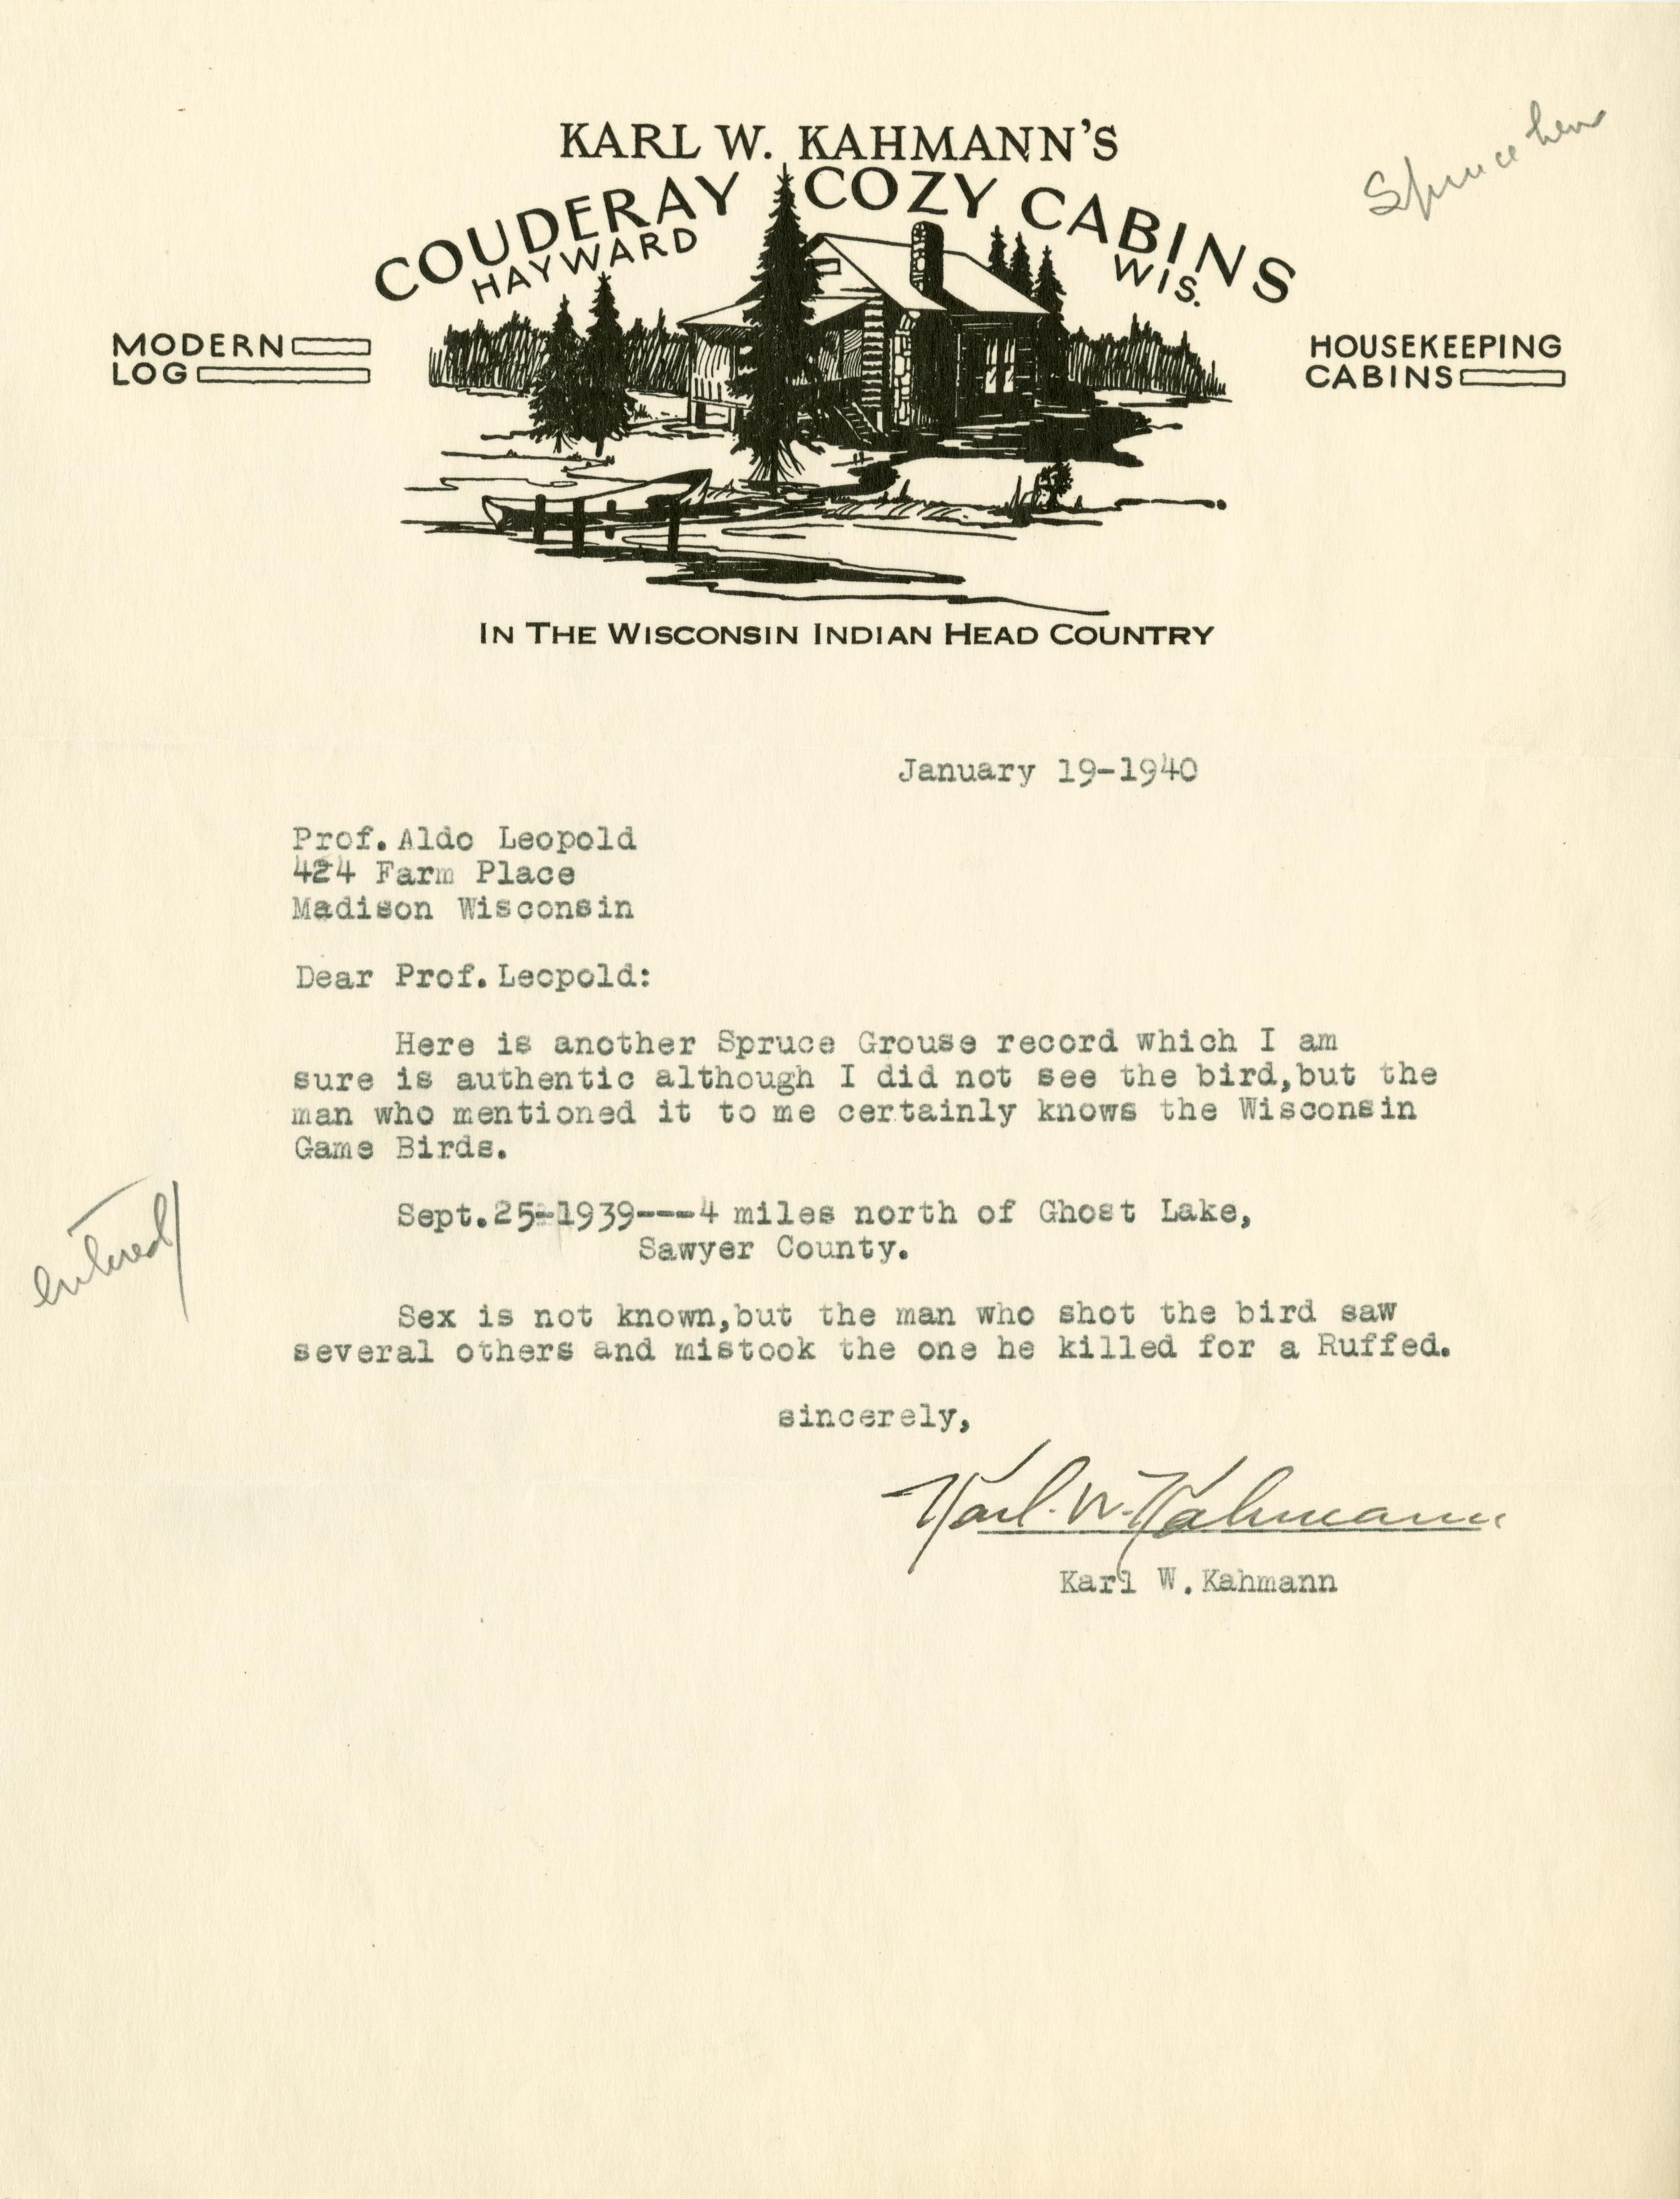 Spruce hen
KARL W. KAHMANN'S
COUDERAY COZY CABINS
HAYWARD WIS.
MODERN
LOG
HOUSEKEEPING
CABINS
IN THE WISCONSIN INDIAN HEAD COUNTRY
January 19-1940
Prof. Aldo Leopold
424 Farm Place
Madison Wisconsin
Dear Prof. Leopold:
Here is another Spruce Grouse record which I am
sure is authentic although I did not see the bird,but the
man who mentioned it to me certainly knows the Wisconsin
Game Birds.
Sept.25-1939----4 miles north of Ghost Lake,
Sawyer County.
entered
Sex is not known,but the man who shot the bird saw
several others and mistook the one he killed for a Ruffed.
sincerely,
Karl. W. Kahmann
Karl W. Kahmann